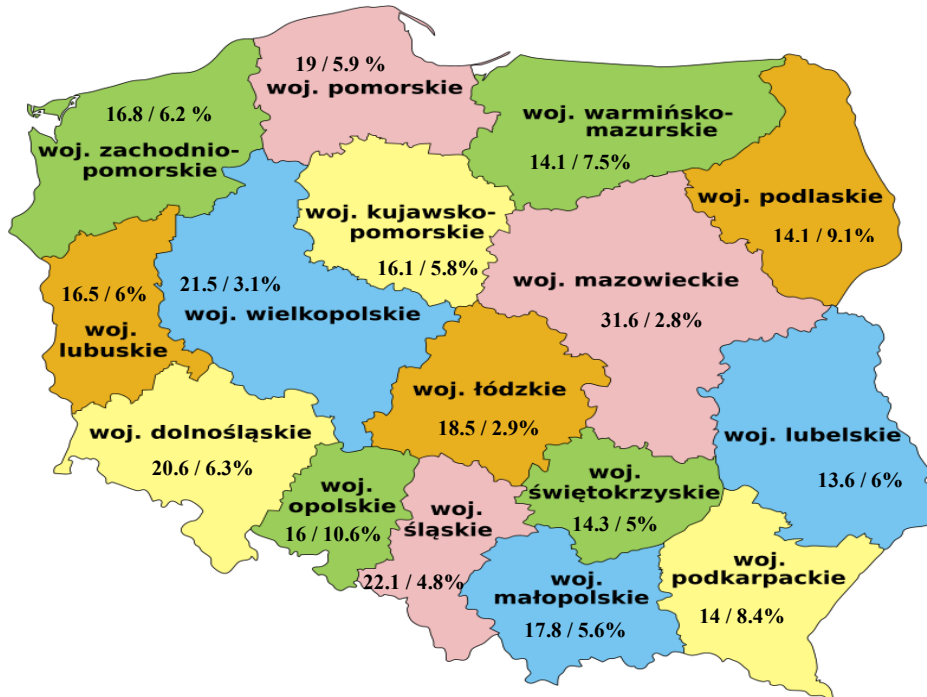 19 / 5.9 %
woj. pomorskie
16.8 / 6.2 %
woj. zachodnio-
pomorskie
woj. warmińsko-
mazurskie
14.1 / 7.5%
woj. podlaskie
14.1 / 9.1%
woj. kujawsko-
pomorskie
16.1 / 5.8%
woj. mazowieckie
31.6 / 2.8%
16.5 / 6%
woj.
lubuskie
21.5 / 3.1%
woj. wielkopolskie
woj. łódzkie
18.5 / 2.9%
woj. dolnośląskie
20.6 / 6.3%
woj. lubelskie
13.6 / 6%
woj.
opolskie
16 / 10.6%
woj.
śląskie
22.1 / 4.8%
woj.
świętokrzyskie
14.3 / 5%
woj.
małopolskie
17.8 / 5.6%
woj.
podkarpackie
14 / 8.4%